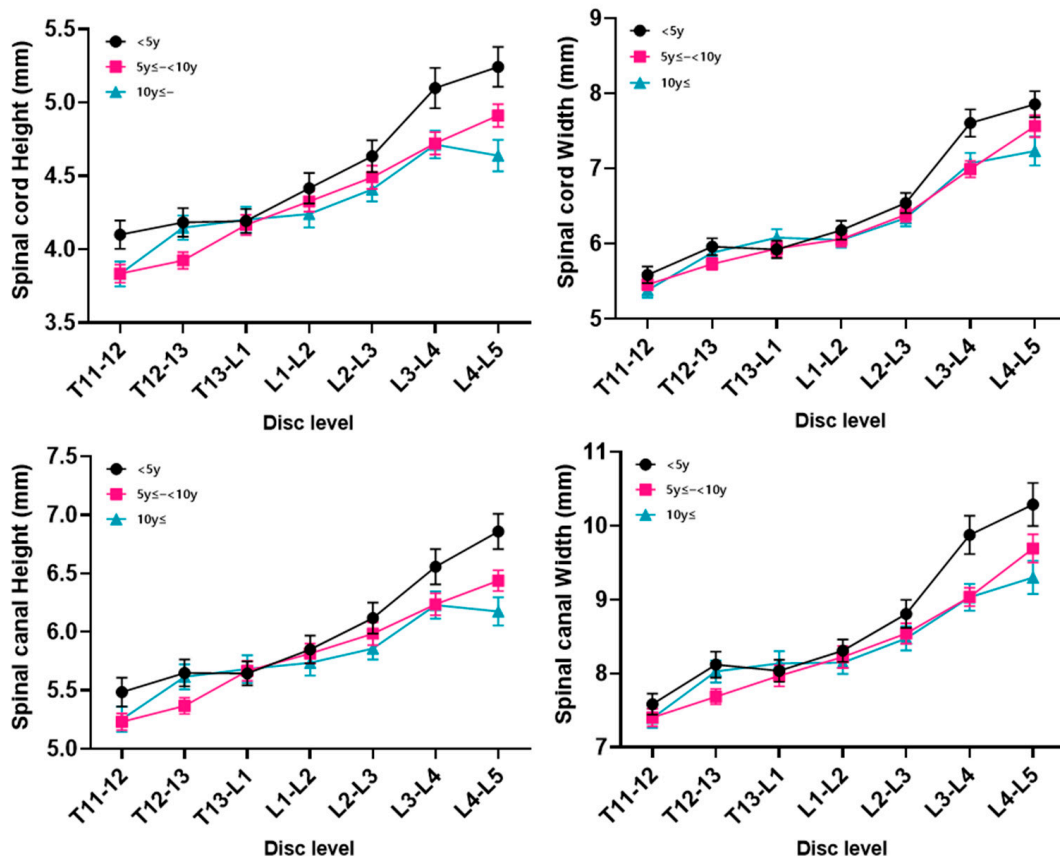 Spinal cord Height (mm)
5.5
5.0
4.5
4.0
3.5
<5y
5y≤−<10y
10y≤-
T11-12
T12-13
T13-L1
L1-L2
L2-L3
L3-L4
L4-L5
Disc level
Spinal cord Width (mm)
9
8
7
6
5
<5y
5y≤−<10y
10y≤
T11-12
T12-13
T13-L1
L1-L2
L2-L3
L3-L4
L4-L5
Disc level
Spinal canal Height (mm)
7.5
7.0
6.5
6.0
5.5
5.0
<5y
5y≤−<10y
10y≤
T11-12
T12-13
T13-L1
L1-L2
L2-L3
L3-L4
L4-L5
Disc level
Spinal canal Width (mm)
11
10
9
8
7
<5y
5y≤−<10y
10y≤
T11-12
T12-13
T13-L1
L1-L2
L2-L3
L3-L4
L4-L5
Disc level